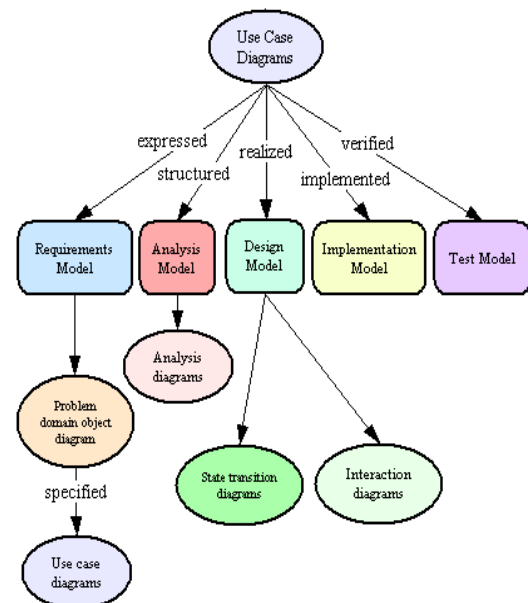 Use Case
Diagrams
expressed
structured
realized
implemented
verified
Requirements
Model
Analysis
Model
Design
Model
Implementation
Model
Test Model
Analysis
diagrams
Problem
domain object
diagram
State transition
diagrams
Interaction
diagrams
specified
Use case
diagrams